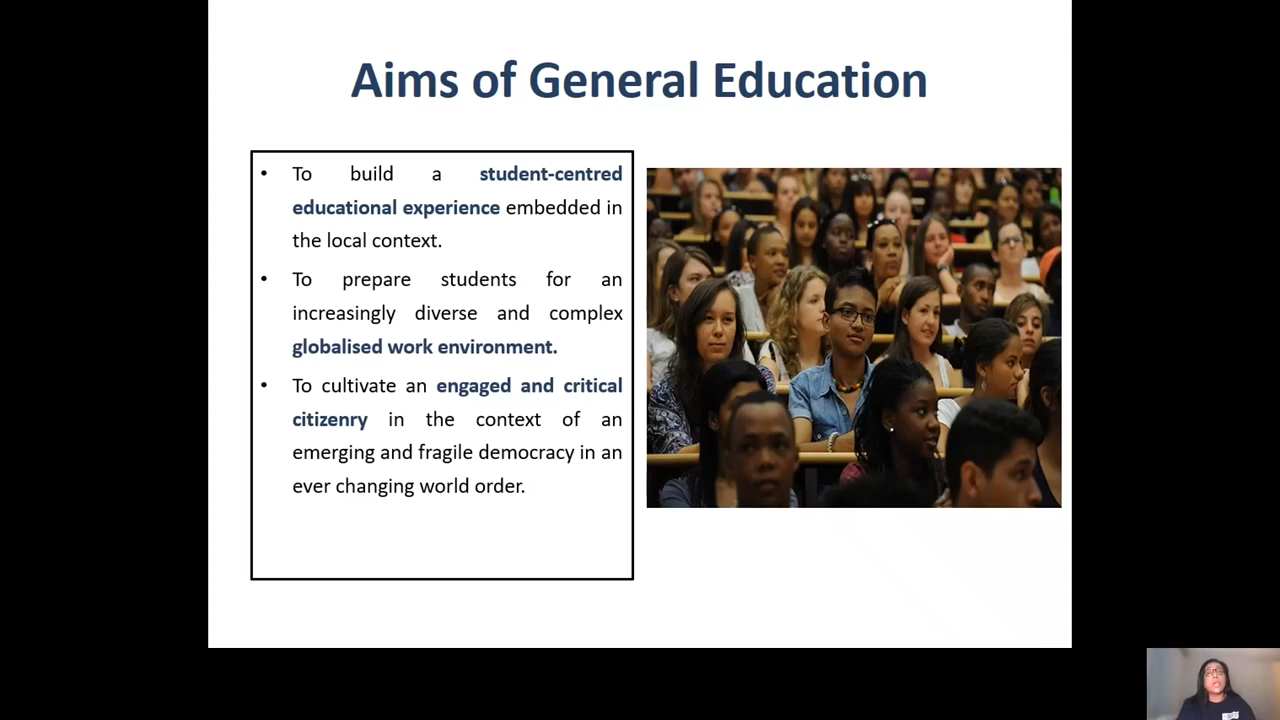 Aims of General Education
• To build a student-centred
educational experience embedded in
the local context.
• To prepare students for an
increasingly diverse and complex
globalised work environment.
• To cultivate an engaged and critical
citizenry in the context of an
emerging and fragile democracy in an
ever changing world order.